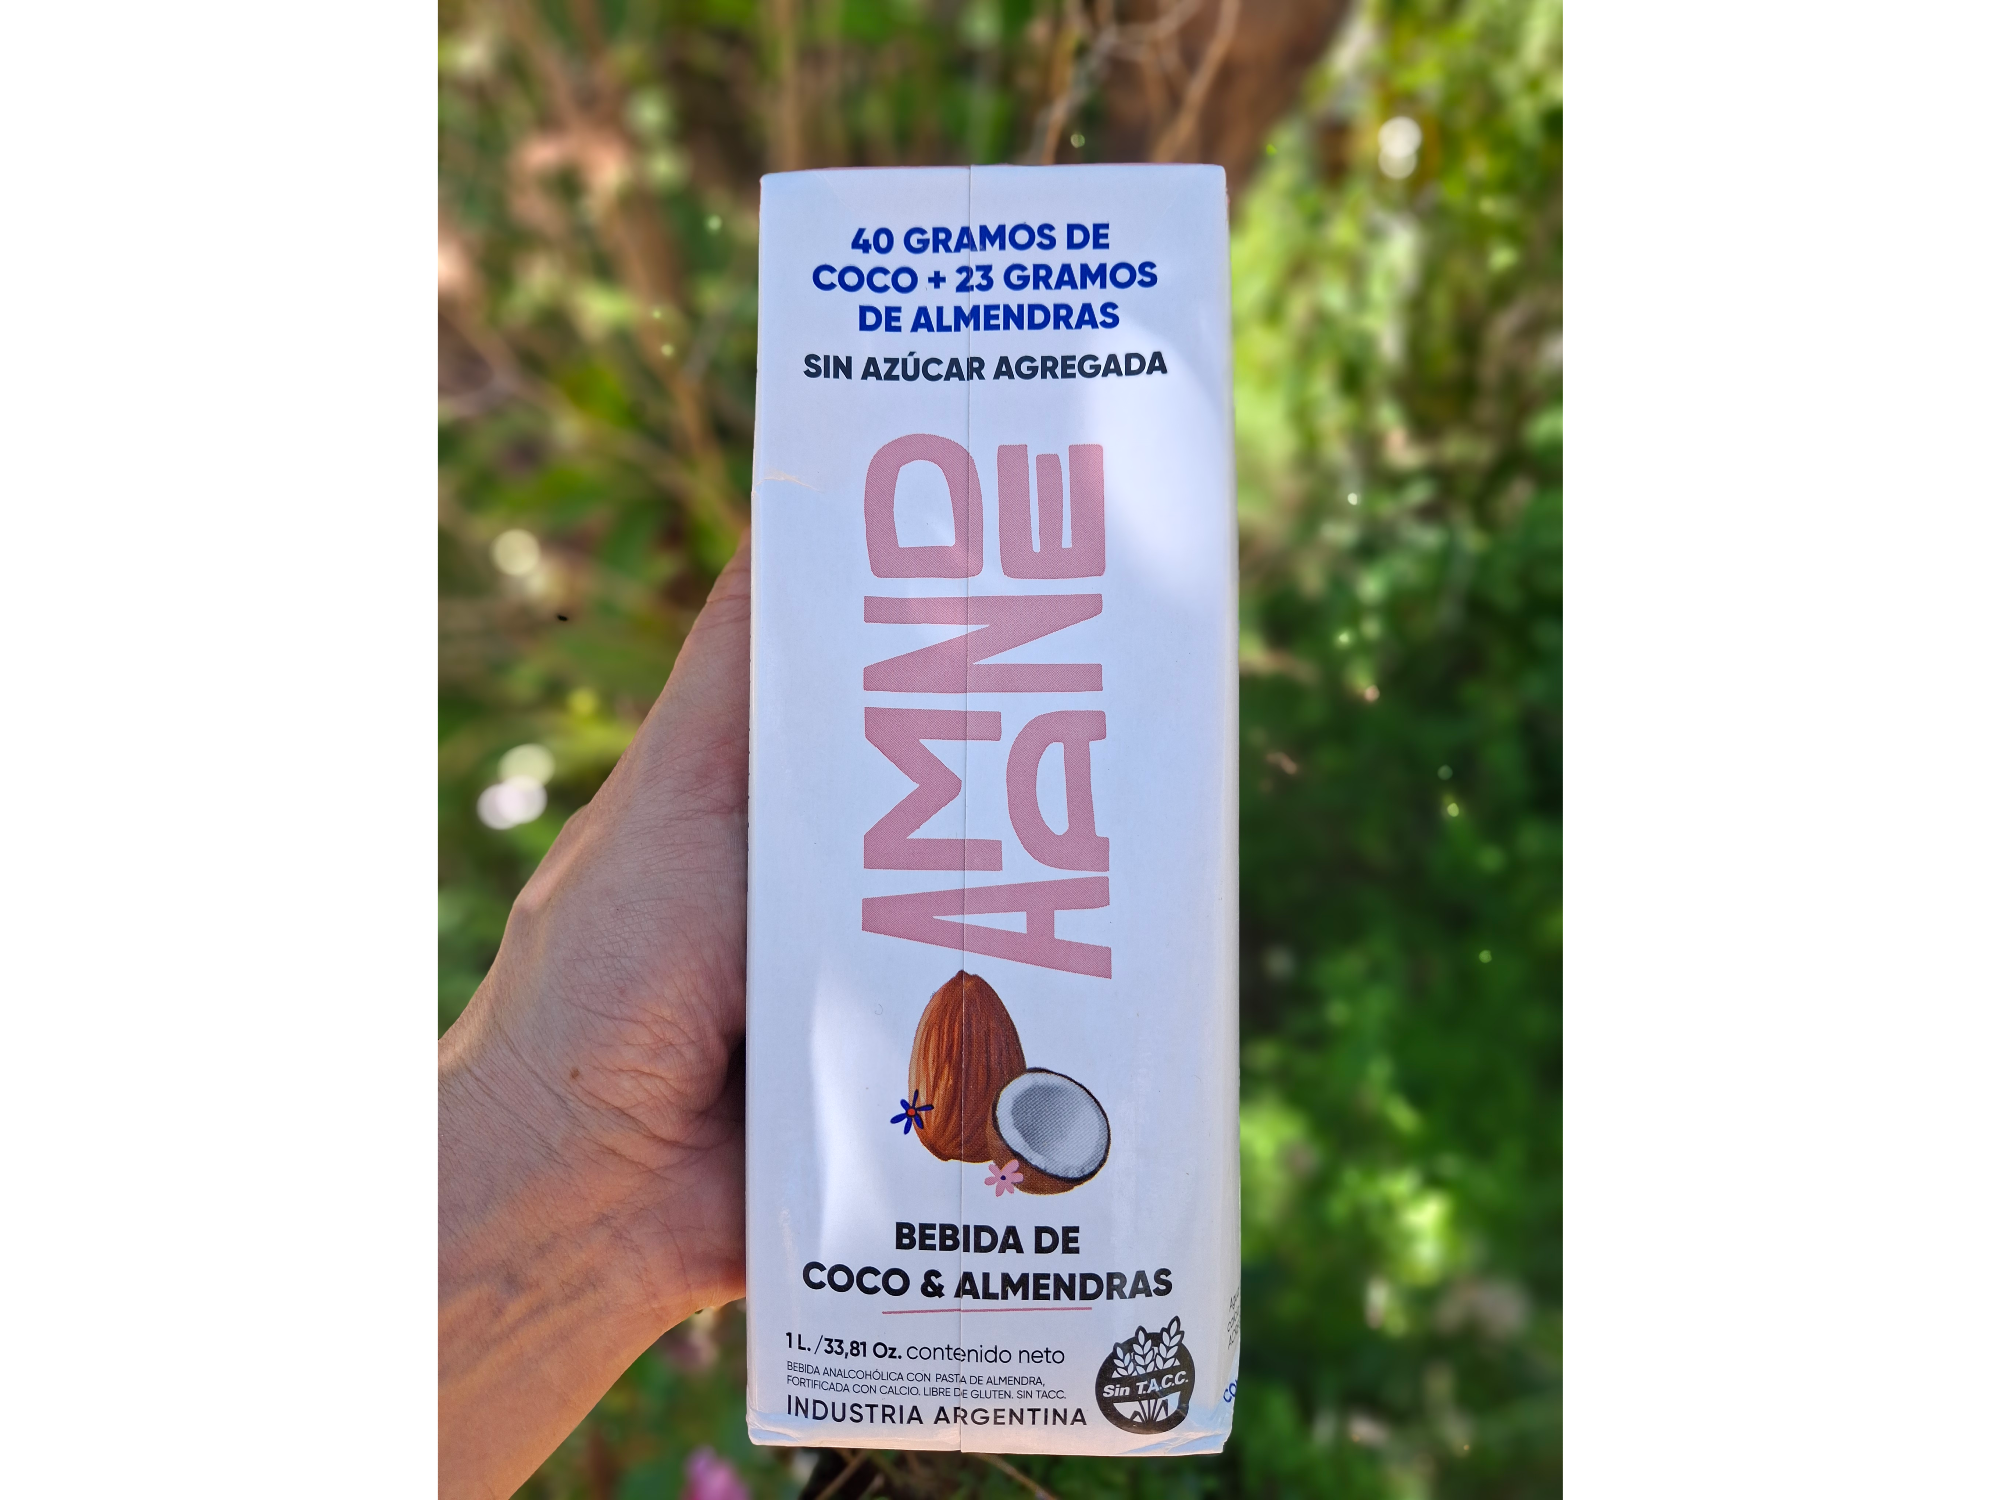 40 GRAMOS DE
COCO + 23 GRAMOS
DE ALMENDRAS
SIN AZÚCAR AGREGADA
AMND
AANE
BEBIDA DE
COCO & ALMENDRAS
1 L. / 33,81 Oz. contenido neto
BEBIDA ANALCOHÓLICA CON PASTA DE ALMENDRA,
FORTIFICADA CON CALCIO. LIBRE DE GLUTEN. SIN TACC.
INDUSTRIA ARGENTINA
Sin T.A.C.C.